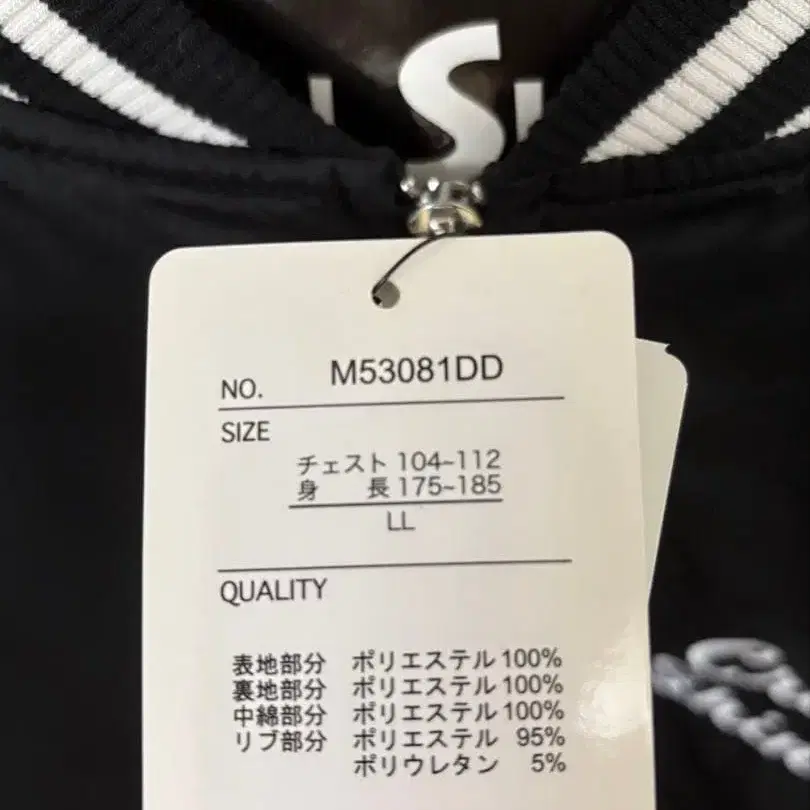 S
NO. M53081DD
SIZE
チェスト 104~112
身 長 175~185
LL
QUALITY
表地部分 ポリエステル 100%
裏地部分 ポリエステル 100%
中綿部分 ポリエステル 100%
リブ部分 ポリエステル 95%
ポリウレタン 5%